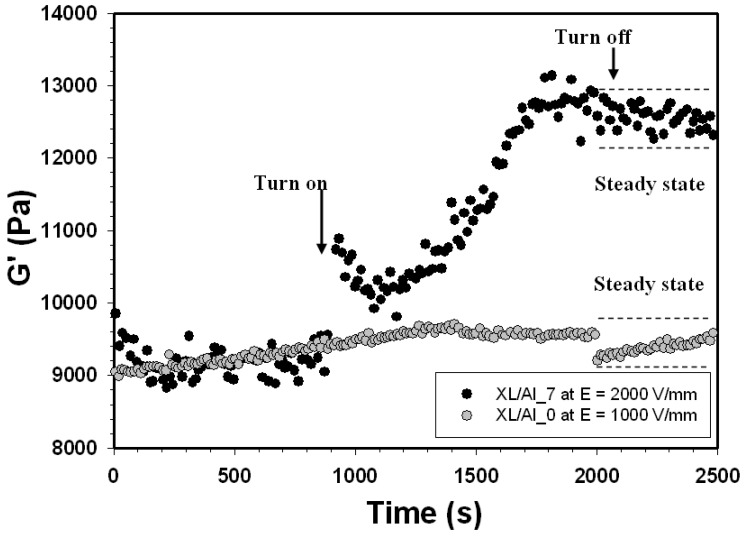 14000
13000
12000
11000
10000
9000
8000
G' (Pa)
Turn off
Turn on
Steady state
Steady state
XL/Al_7 at E = 2000 V/mm
XL/Al_0 at E = 1000 V/mm
0
500
1000
1500
2000
2500
Time (s)